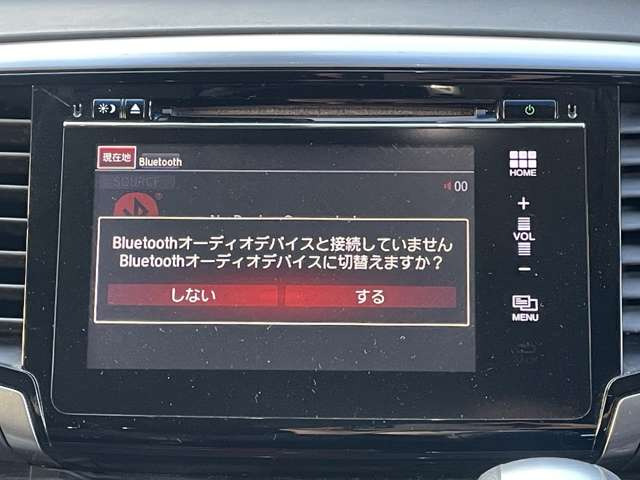 現在地 Bluetooth
SOURCE
00
Bluetoothオーディオデバイスと接続していません
Bluetoothオーディオデバイスに切替えますか？
しない する
HOME
+
VOL
−
MENU